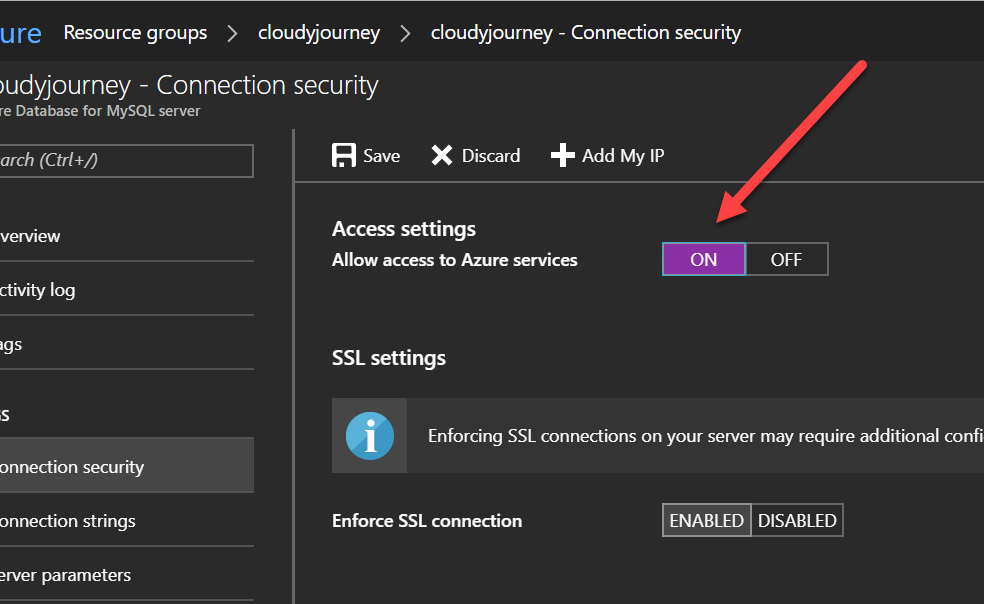 ure Resource groups > cloudyjourney > cloudyjourney - Connection security
oudyjourney - Connection security
re Database for MySQL server
arch (Ctrl+/)
Save Discard Add My IP
verview
ctivity log
ags
s
onnection security
onnection strings
erver parameters
Access settings
Allow access to Azure services ON OFF
SSL settings
Enforcing SSL connections on your server may require additional confi
Enforce SSL connection ENABLED DISABLED